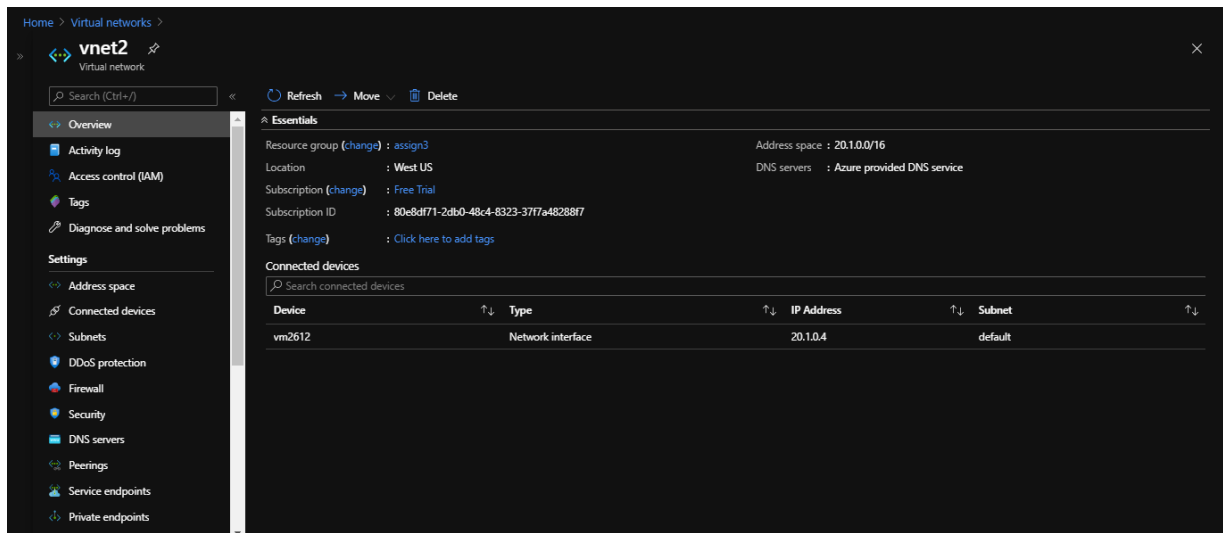 Home > Virtual networks >
vnet2
Virtual network
Search (Ctrl+/)
Overview
Activity log
Access control (IAM)
Tags
Diagnose and solve problems
Settings
Address space
Connected devices
Subnets
DDoS protection
Firewall
Security
DNS servers
Peerings
Service endpoints
Private endpoints
Refresh Move Delete
Essentials
Resource group (change) : assign3
Location : West US
Subscription (change) : Free Trial
Subscription ID : 80e8df71-2db0-48c4-8323-37f7a48288f7
Tags (change) : Click here to add tags
Address space : 20.1.0.0/16
DNS servers : Azure provided DNS service
Connected devices
Search connected devices
Device Type IP Address Subnet
vm2612 Network interface 20.1.0.4 default